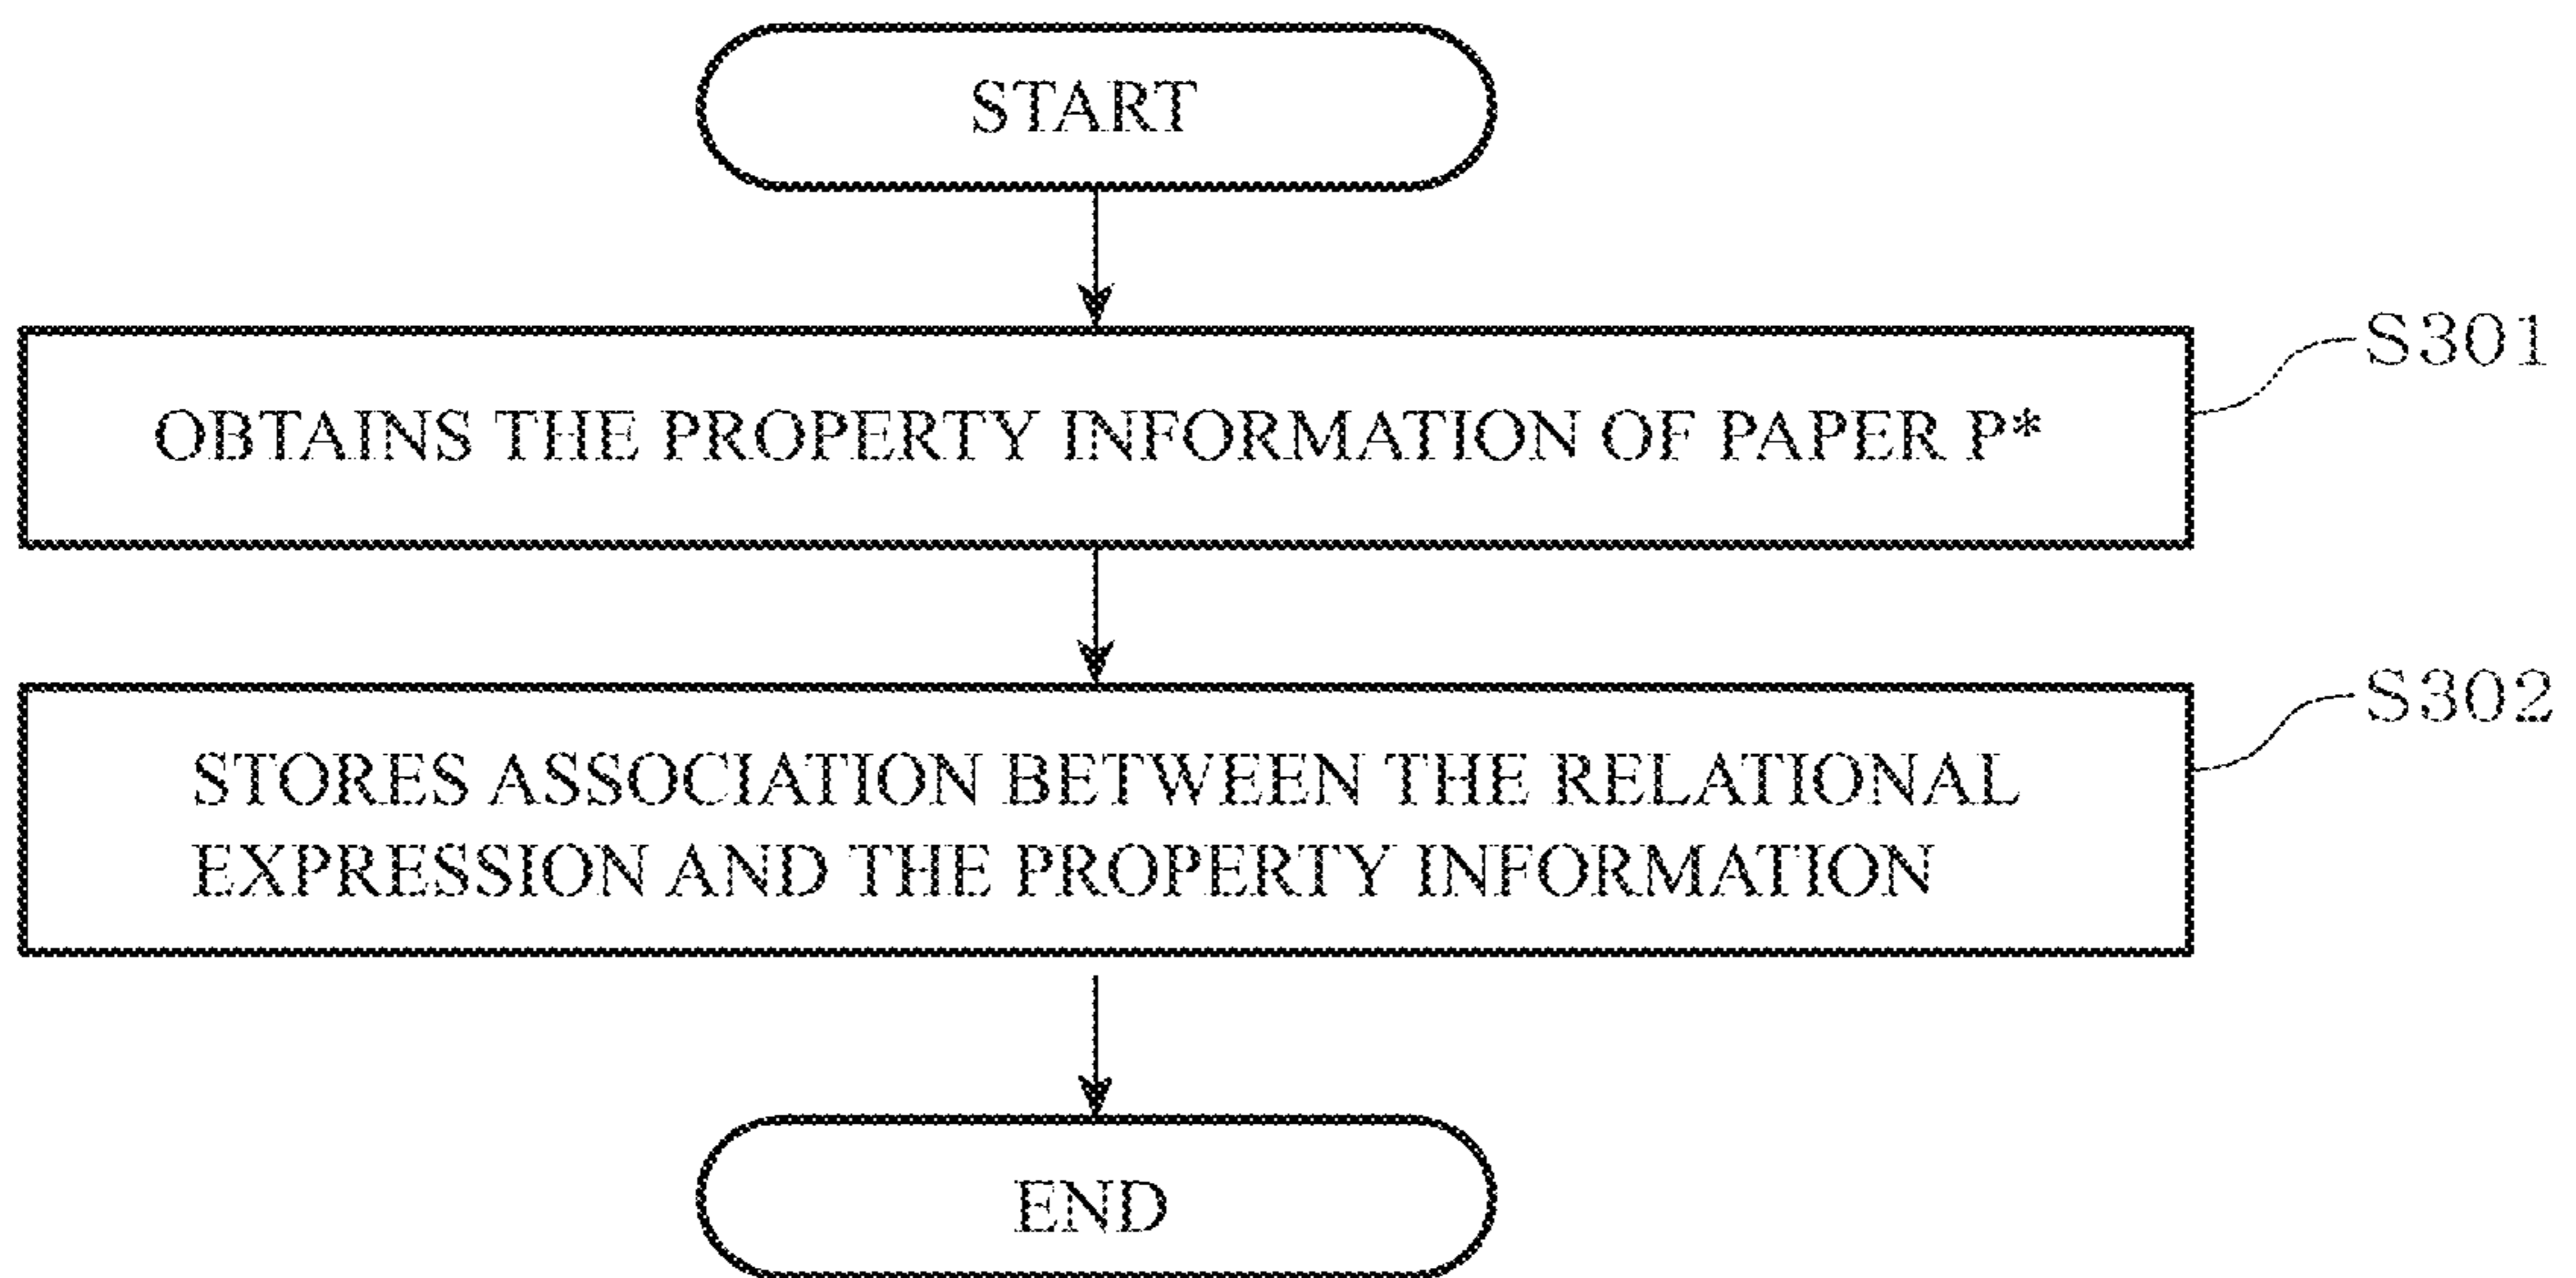 START
OBTAINS THE PROPERTY INFORMATION OF PAPER P*
S301
STORES ASSOCIATION BETWEEN THE RELATIONAL
EXPRESSION AND THE PROPERTY INFORMATION
S302
END